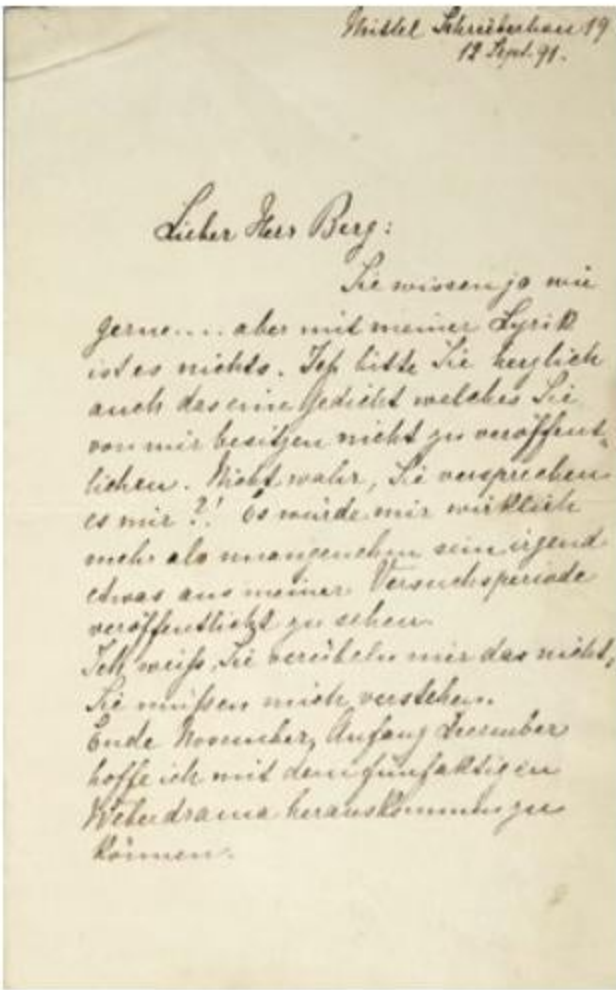 Mittel Schreiberhau 19
12 Sept. 91.
Lieber Herr Berg:
Sie wissen ja wie
gerne.... aber mit meiner Lyrik
ist es nichts. Ich bitte Sie herzlich
auch das eine Gedicht welches Sie
von mir besitzen nicht zu veröffent-
lichen. Nicht wahr, Sie versprechen
es mir?! Es würde mir wirklich
mehr als unangenehm sein irgend
etwas aus meiner Versuchsperiode
veröffentlicht zu sehen.
Ich weiß, Sie verübeln mir das nicht,
Sie müßen mich verstehen.
Ende November, Anfang December
hoffe ich mit dem fünfaktigen
Weberdrama herauskommen zu
können.